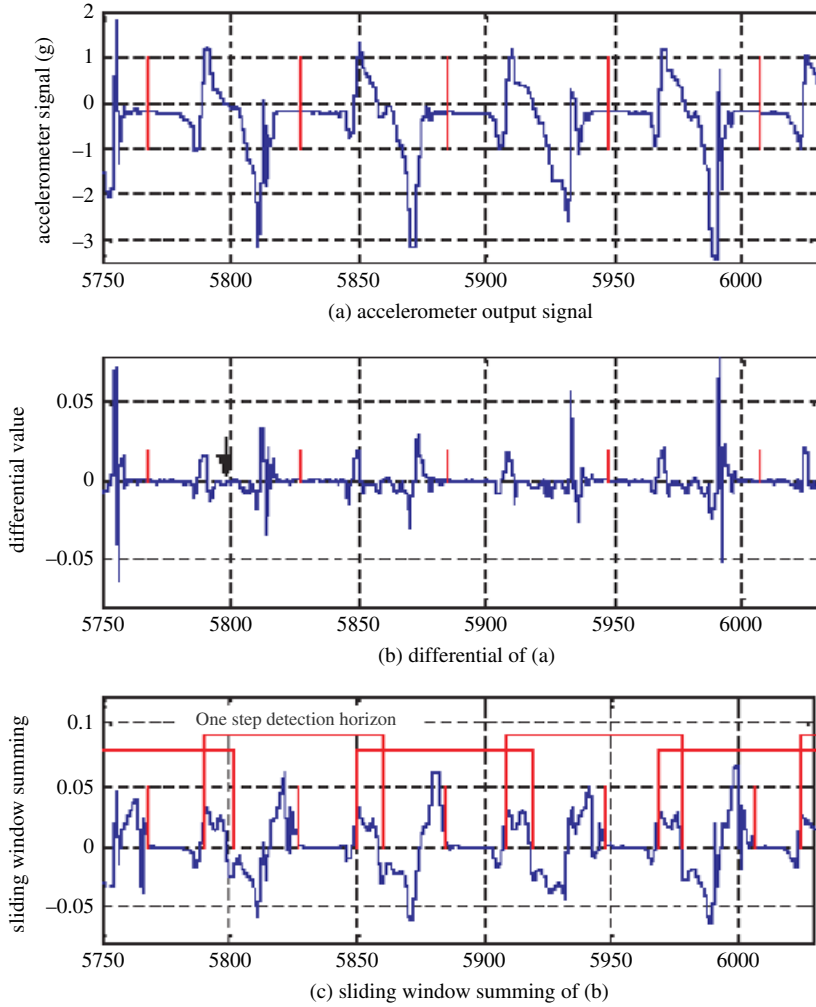 accelerometer signal (g)
2
1
0
−1
−2
−3
5750 5800 5850 5900 5950 6000
(a) accelerometer output signal
differential value
0.05
0
−0.05
5750 5800 5850 5900 5950 6000
(b) differential of (a)
sliding window summing
0.1
One step detection horizon
0.05
0
−0.05
5750 5800 5850 5900 5950 6000
(c) sliding window summing of (b)